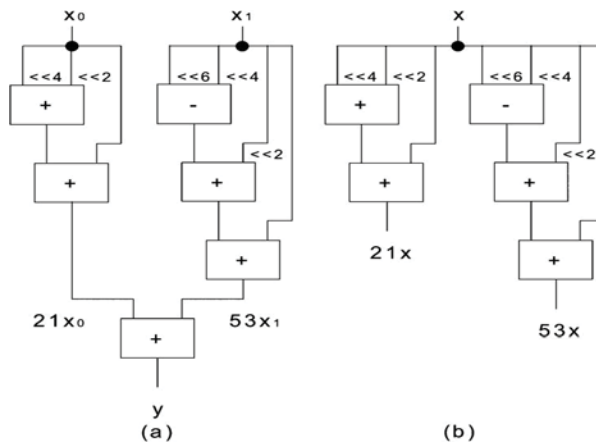 x₀ x₁ x
<<4 <<2 <<6 <<4 <<4 <<2 <<6 <<4
+ - + -
<<2 <<2
+ + + +
+ 21x +
21x₀ 53x₁ 53x
+
y
(a) (b)